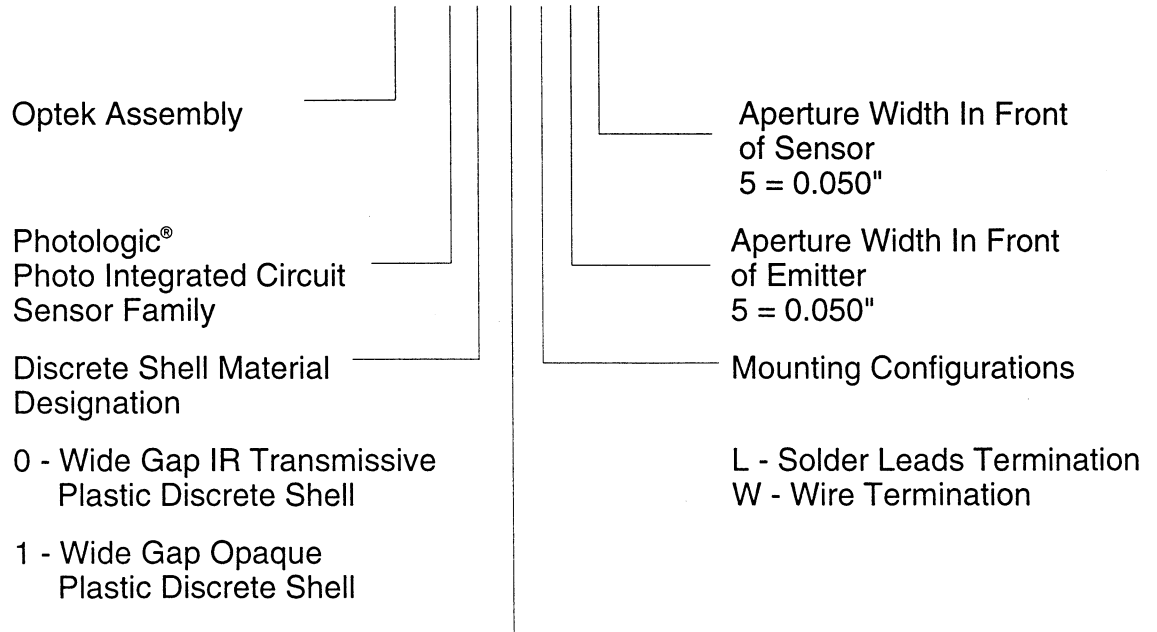 Optek Assembly
Photologic®
Photo Integrated Circuit
Sensor Family
Discrete Shell Material
Designation
0 - Wide Gap IR Transmissive
Plastic Discrete Shell
1 - Wide Gap Opaque
Plastic Discrete Shell
Aperture Width In Front
of Sensor
5 = 0.050"
Aperture Width In Front
of Emitter
5 = 0.050"
Mounting Configurations
L - Solder Leads Termination
W - Wire Termination